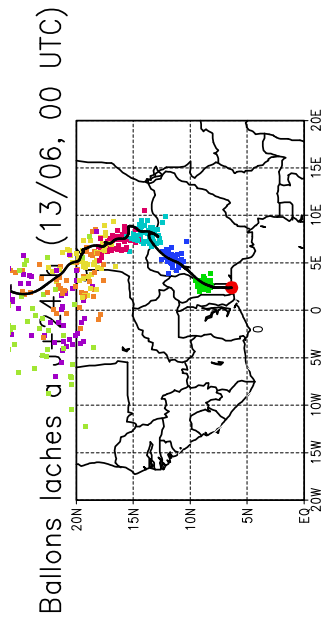 Ballons laches a J+24 (13/06, 00 UTC)
20N
15N
10N
5N
EQ
20W
15W
10W
5W
0
5E
10E
15E
20E
0